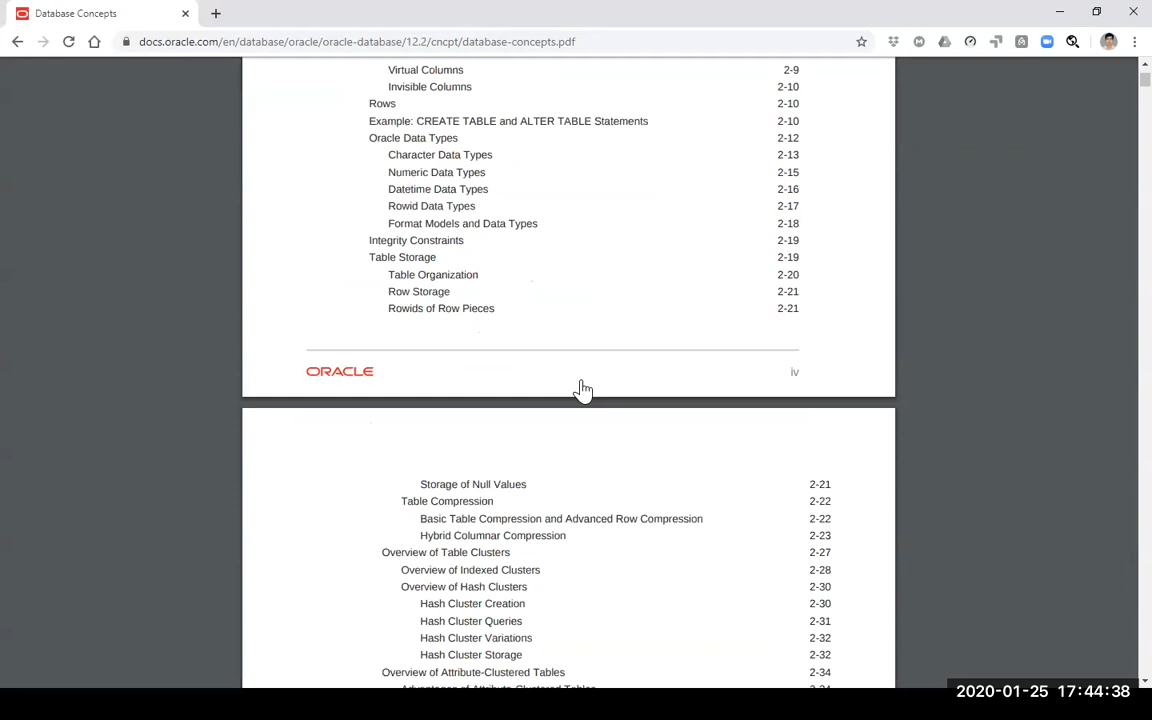 Database Concepts
docs.oracle.com/en/database/oracle/oracle-database/12.2/cncpt/database-concepts.pdf
Virtual Columns 2-9
Invisible Columns 2-10
Rows 2-10
Example: CREATE TABLE and ALTER TABLE Statements 2-10
Oracle Data Types 2-12
Character Data Types 2-13
Numeric Data Types 2-15
Datetime Data Types 2-16
Rowid Data Types 2-17
Format Models and Data Types 2-18
Integrity Constraints 2-19
Table Storage 2-19
Table Organization 2-20
Row Storage 2-21
Rowids of Row Pieces 2-21
ORACLE iv
Storage of Null Values 2-21
Table Compression 2-22
Basic Table Compression and Advanced Row Compression 2-22
Hybrid Columnar Compression 2-23
Overview of Table Clusters 2-27
Overview of Indexed Clusters 2-28
Overview of Hash Clusters 2-30
Hash Cluster Creation 2-30
Hash Cluster Queries 2-31
Hash Cluster Variations 2-32
Hash Cluster Storage 2-32
Overview of Attribute-Clustered Tables 2-34
Advantages of Attribute-Clustered Tables 2-34
2020-01-25 17:44:38